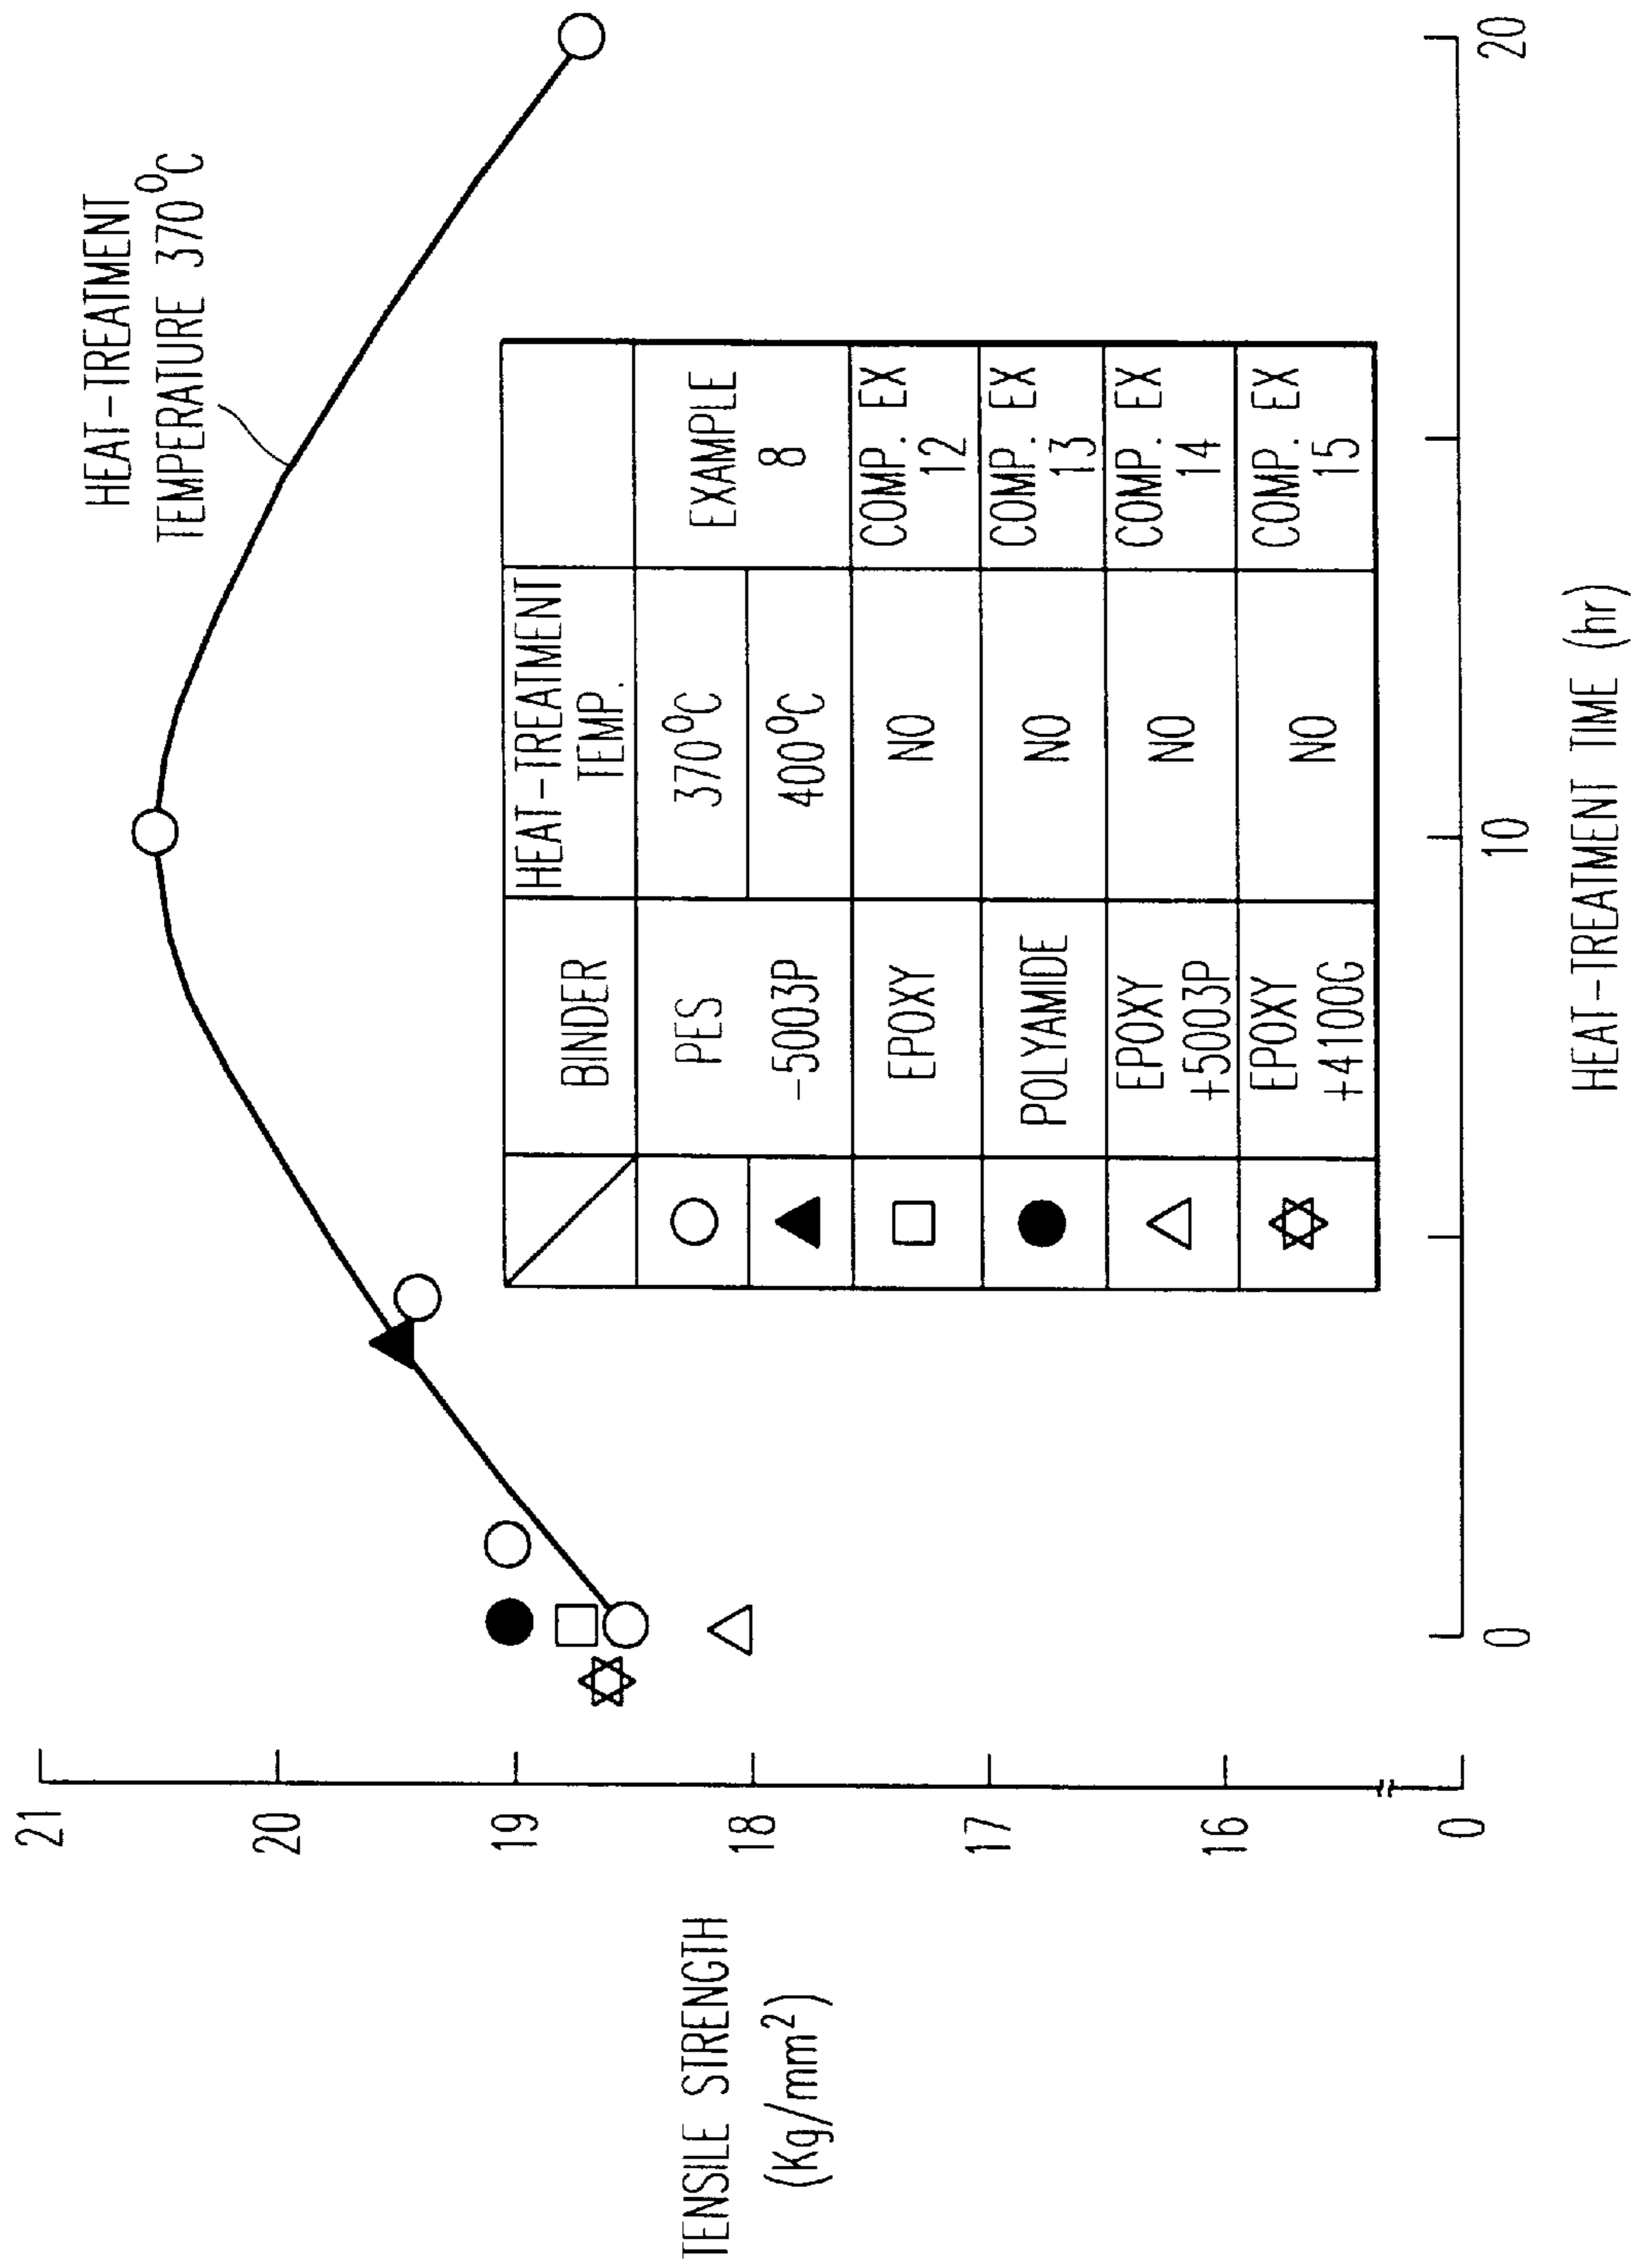 HEAT-TREATMENT
TEMPERATURE 370°C
21
20
19
18
17
16
0
TENSILE STRENGTH
(Kg/mm²)
BINDER
HEAT-TREATMENT
TEMP.
PES
-5003P
370°C
400°C
EXAMPLE
8
EPOXY
NO
COMP. EX
12
POLYAMIDE
NO
COMP. EX
13
EPOXY
+5003P
NO
COMP. EX
14
EPOXY
+4100G
NO
COMP. EX
15
0
10
20
HEAT-TREATMENT TIME (hr)